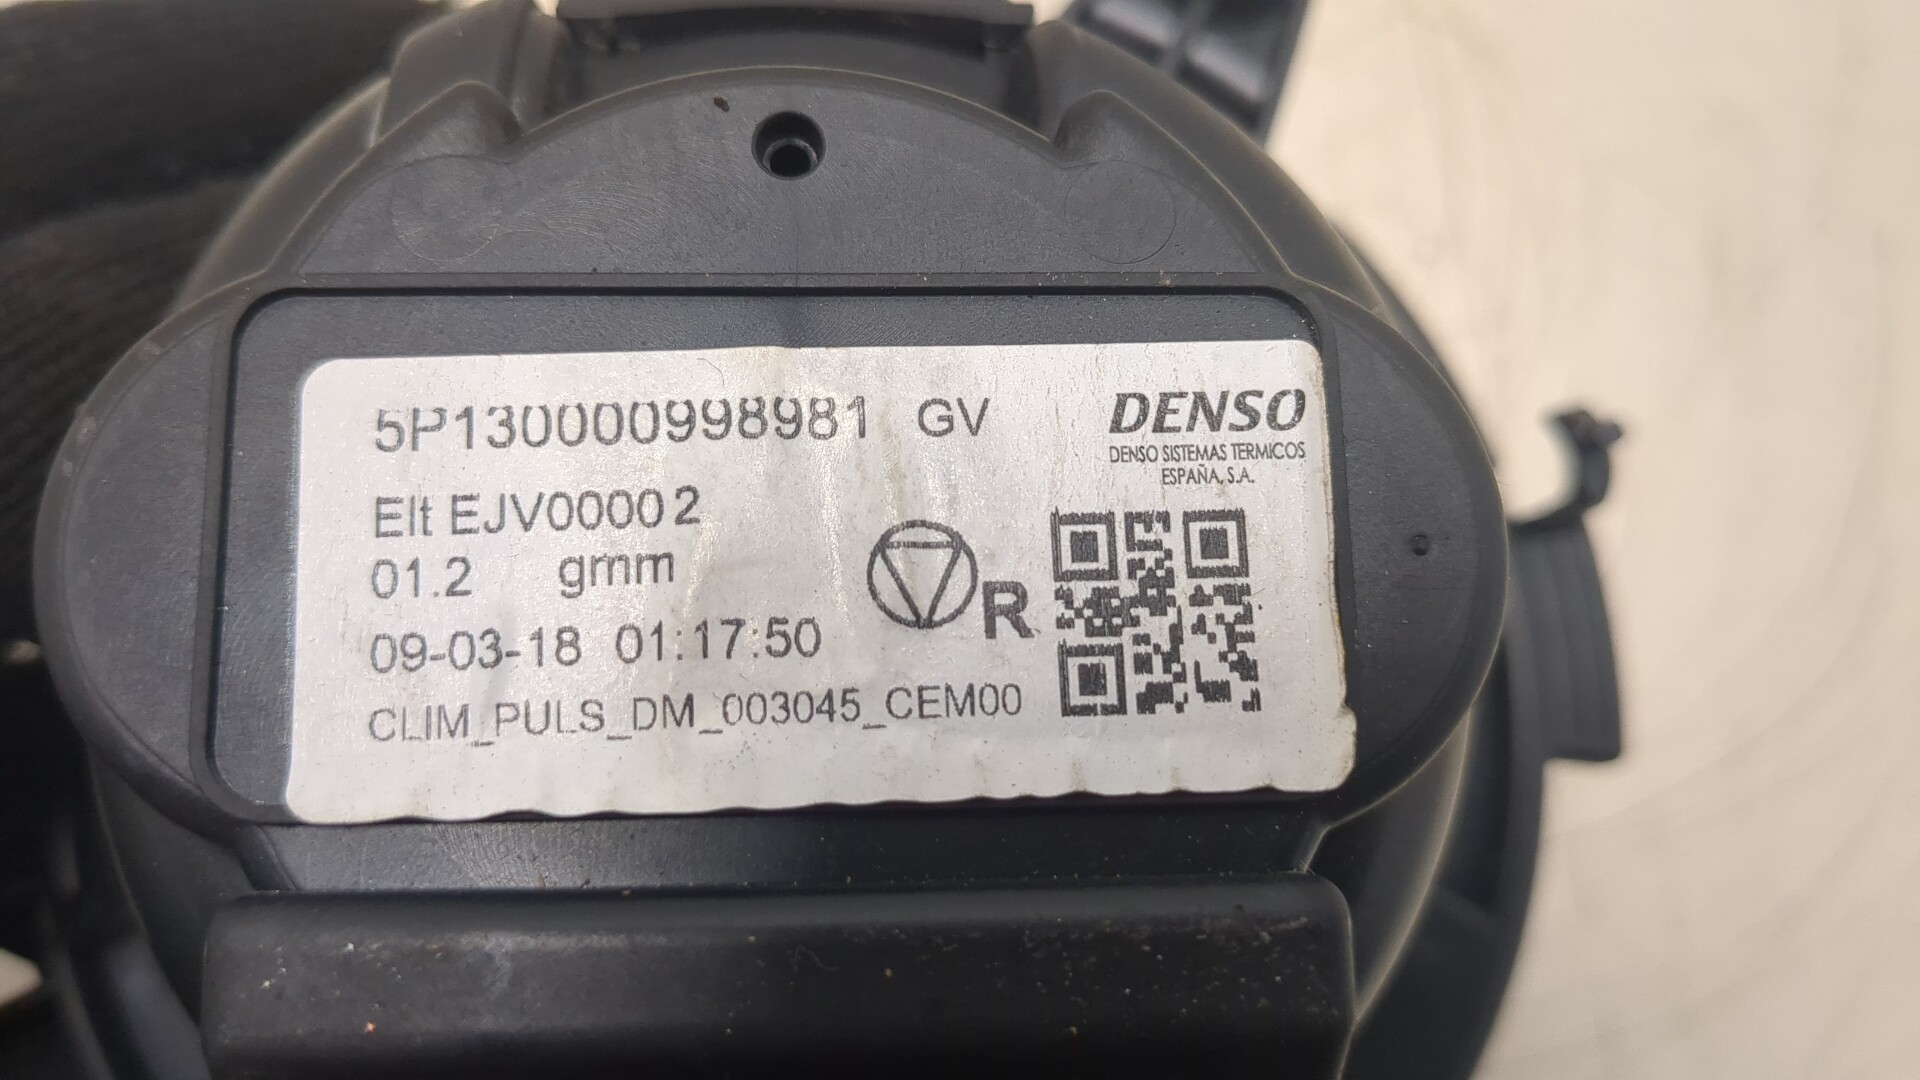 5P130000998981 GV
DENSO
DENSO SISTEMAS TERMICOS
ESPAÑA, S.A.
Elt EJV00002
01.2 gmm
R
09-03-18 01:17:50
CLIM_PULS_DM_003045_CEM00